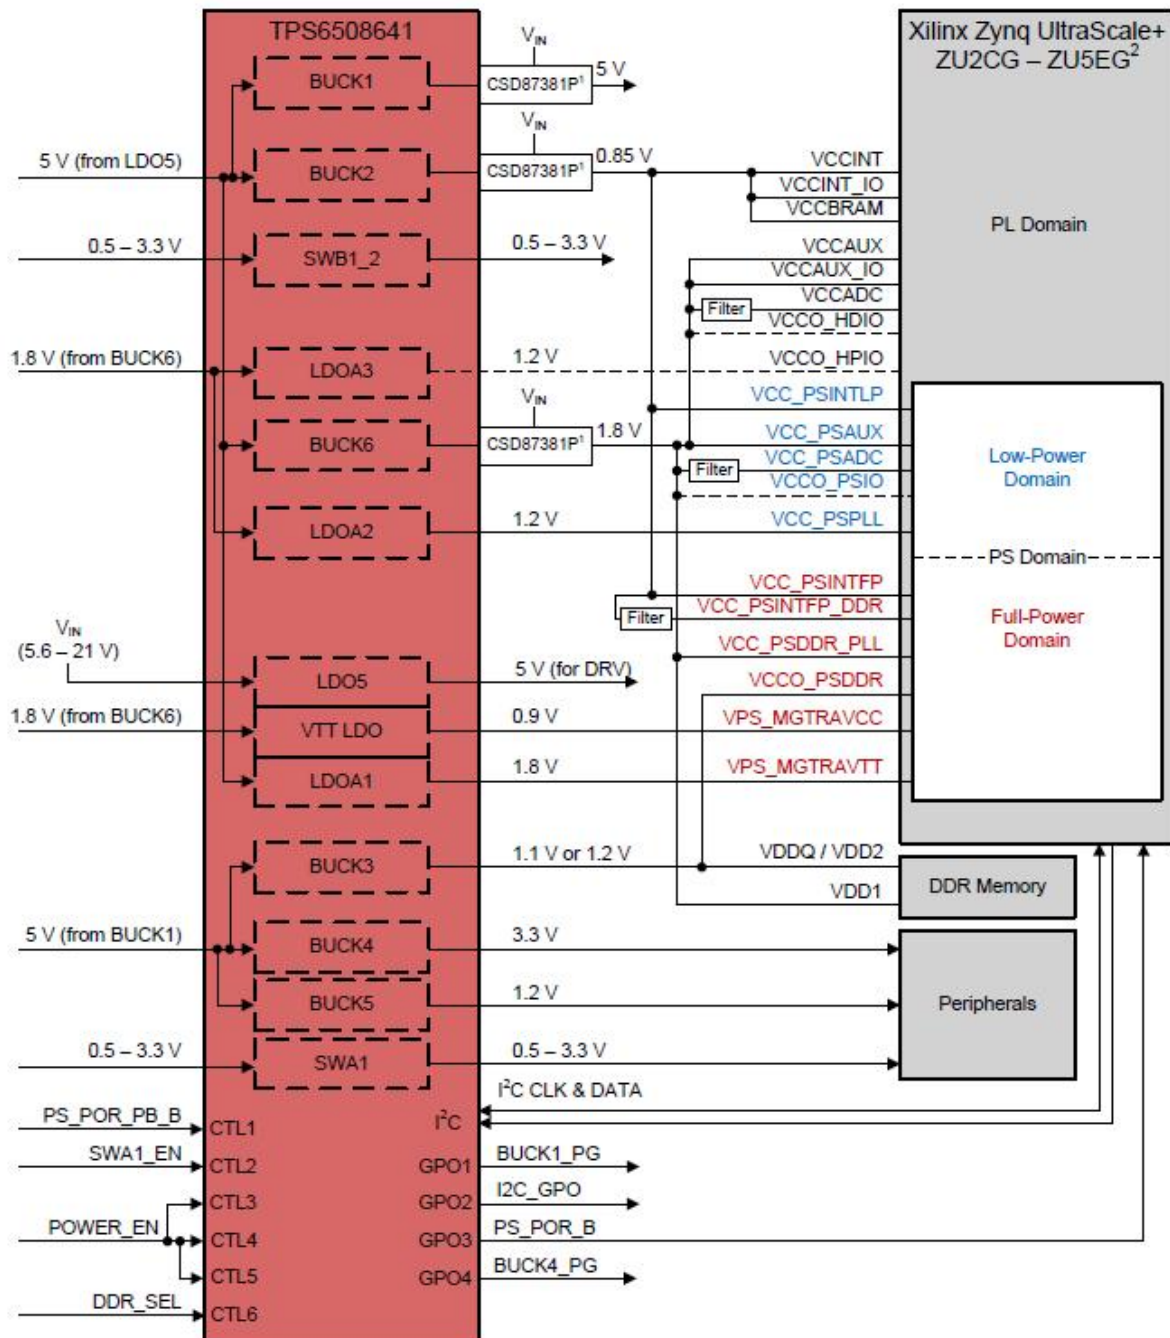 TPS6508641
Xilinx Zynq UltraScale+
ZU2CG – ZU5EG²
V_IN
BUCK1
CSD87381P¹
5 V
V_IN
5 V (from LDO5)
BUCK2
CSD87381P¹
0.85 V
VCCINT
VCCINT_IO
VCCBRAM
PL Domain
0.5 – 3.3 V
SWB1_2
0.5 – 3.3 V
VCCAUX
VCCAUX_IO
VCCADC
Filter
VCCO_HDIO
1.8 V (from BUCK6)
LDOA3
1.2 V
VCCO_HPIO
V_IN
VCC_PSINTLP
BUCK6
CSD87381P¹
1.8 V
VCC_PSAUX
VCC_PSADC
Filter
VCCO_PSIO
Low-Power
Domain
LDOA2
1.2 V
VCC_PSPLL
PS Domain
VCC_PSINTFP
VCC_PSINTFP_DDR
Filter
Full-Power
Domain
V_IN
(5.6 – 21 V)
VCC_PSDDR_PLL
LDO5
5 V (for DRV)
VCCO_PSDDR
1.8 V (from BUCK6)
VTT LDO
0.9 V
VPS_MGTRAVCC
LDOA1
1.8 V
VPS_MGTRAVTT
BUCK3
1.1 V or 1.2 V
VDDQ / VDD2
VDD1
DDR Memory
5 V (from BUCK1)
BUCK4
3.3 V
BUCK5
1.2 V
Peripherals
0.5 – 3.3 V
SWA1
0.5 – 3.3 V
I²C CLK & DATA
PS_POR_PB_B
CTL1
I²C
SWA1_EN
CTL2
GPO1
BUCK1_PG
CTL3
GPO2
I2C_GPO
POWER_EN
CTL4
GPO3
PS_POR_B
CTL5
GPO4
BUCK4_PG
DDR_SEL
CTL6